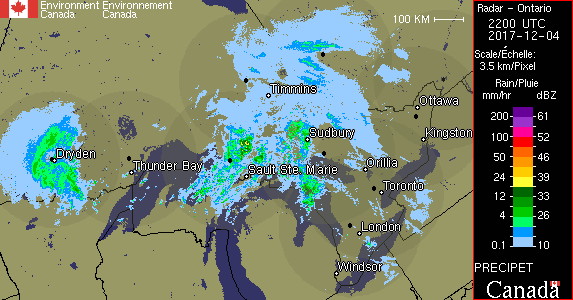 Environment Environnement
Canada Canada
100 KM
Timmins
Ottawa
Sudbury
Kingston
Dryden
Thunder Bay
Sault Ste. Marie
Orillia
Toronto
London
Windsor
Radar - Ontario
2200 UTC
2017-12-04
Scale/Échelle:
3.5 km/Pixel
Rain/Pluie
mm/hr dBZ
200 61
100 52
50 46
24 39
12 33
4 26
0.1 10
PRECIPET
Canada